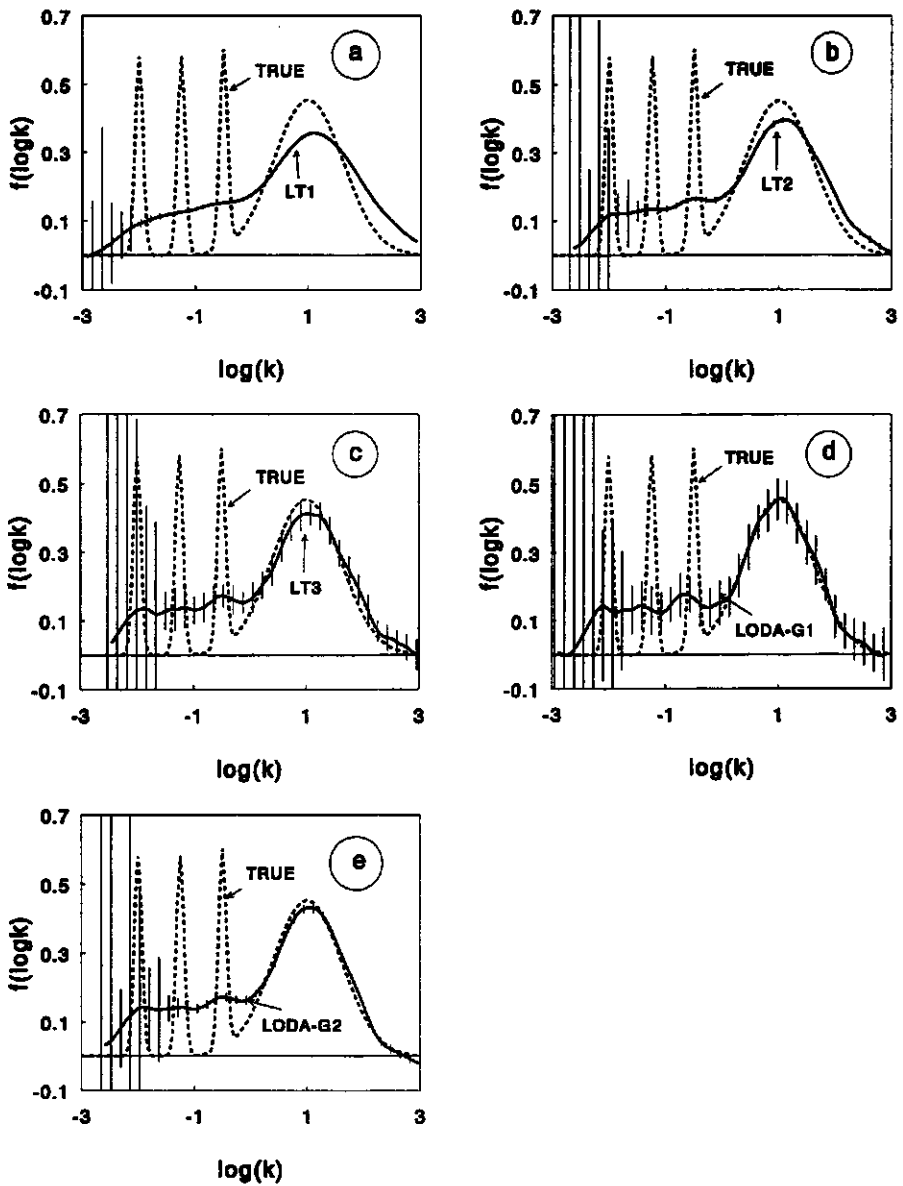 0.7
0.5
0.3
0.1
-0.1
f(logk)
a
TRUE
LT1
-3
-1
1
3
log(k)
0.7
0.5
0.3
0.1
-0.1
f(logk)
b
TRUE
LT2
-3
-1
1
3
log(k)
0.7
0.5
0.3
0.1
-0.1
f(logk)
c
TRUE
LT3
-3
-1
1
3
log(k)
0.7
0.5
0.3
0.1
-0.1
f(logk)
d
TRUE
LODA-G1
-3
-1
1
3
log(k)
0.7
0.5
0.3
0.1
-0.1
f(logk)
e
TRUE
LODA-G2
-3
-1
1
3
log(k)